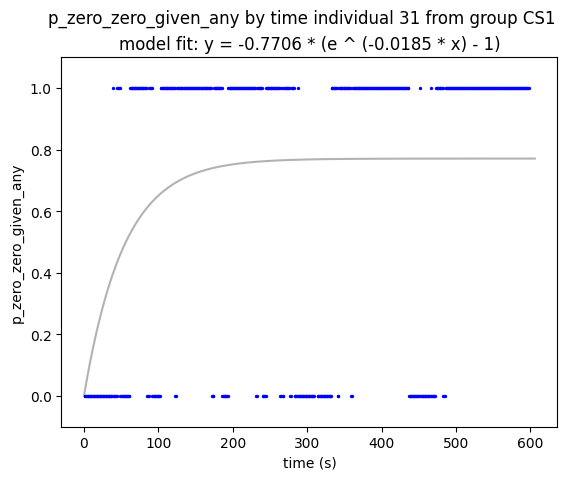 p_zero_zero_given_any by time individual 31 from group CS1
model fit: y = -0.7706 * (e ^ (-0.0185 * x) - 1)
1.0
0.8
0.6
0.4
0.2
0.0
p_zero_zero_given_any
0 100 200 300 400 500 600
time (s)